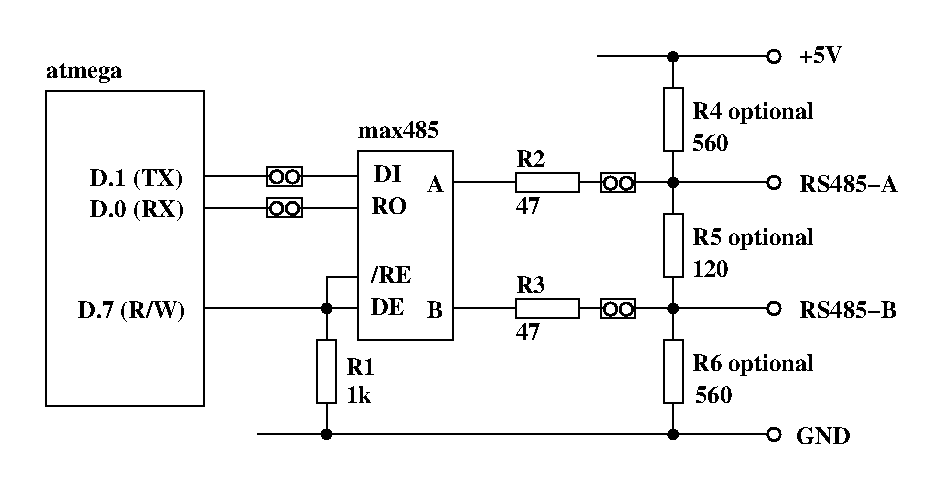 atmega
D.1 (TX)
D.0 (RX)
D.7 (R/W)
max485
DI
RO
/RE
DE
A
B
R1
1k
R2
47
R3
47
+5V
R4 optional
560
RS485-A
R5 optional
120
RS485-B
R6 optional
560
GND